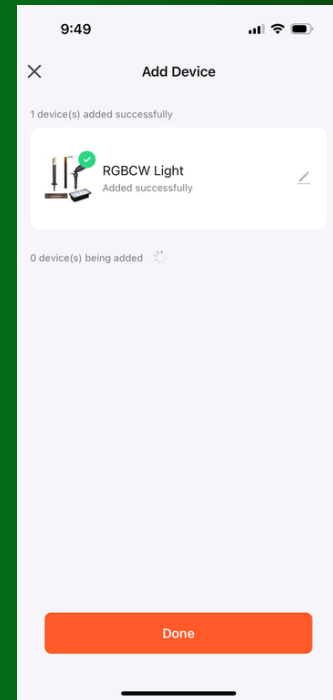 9:49
Add Device
1 device(s) added successfully
RGBCW Light
Added successfully
0 device(s) being added
Done